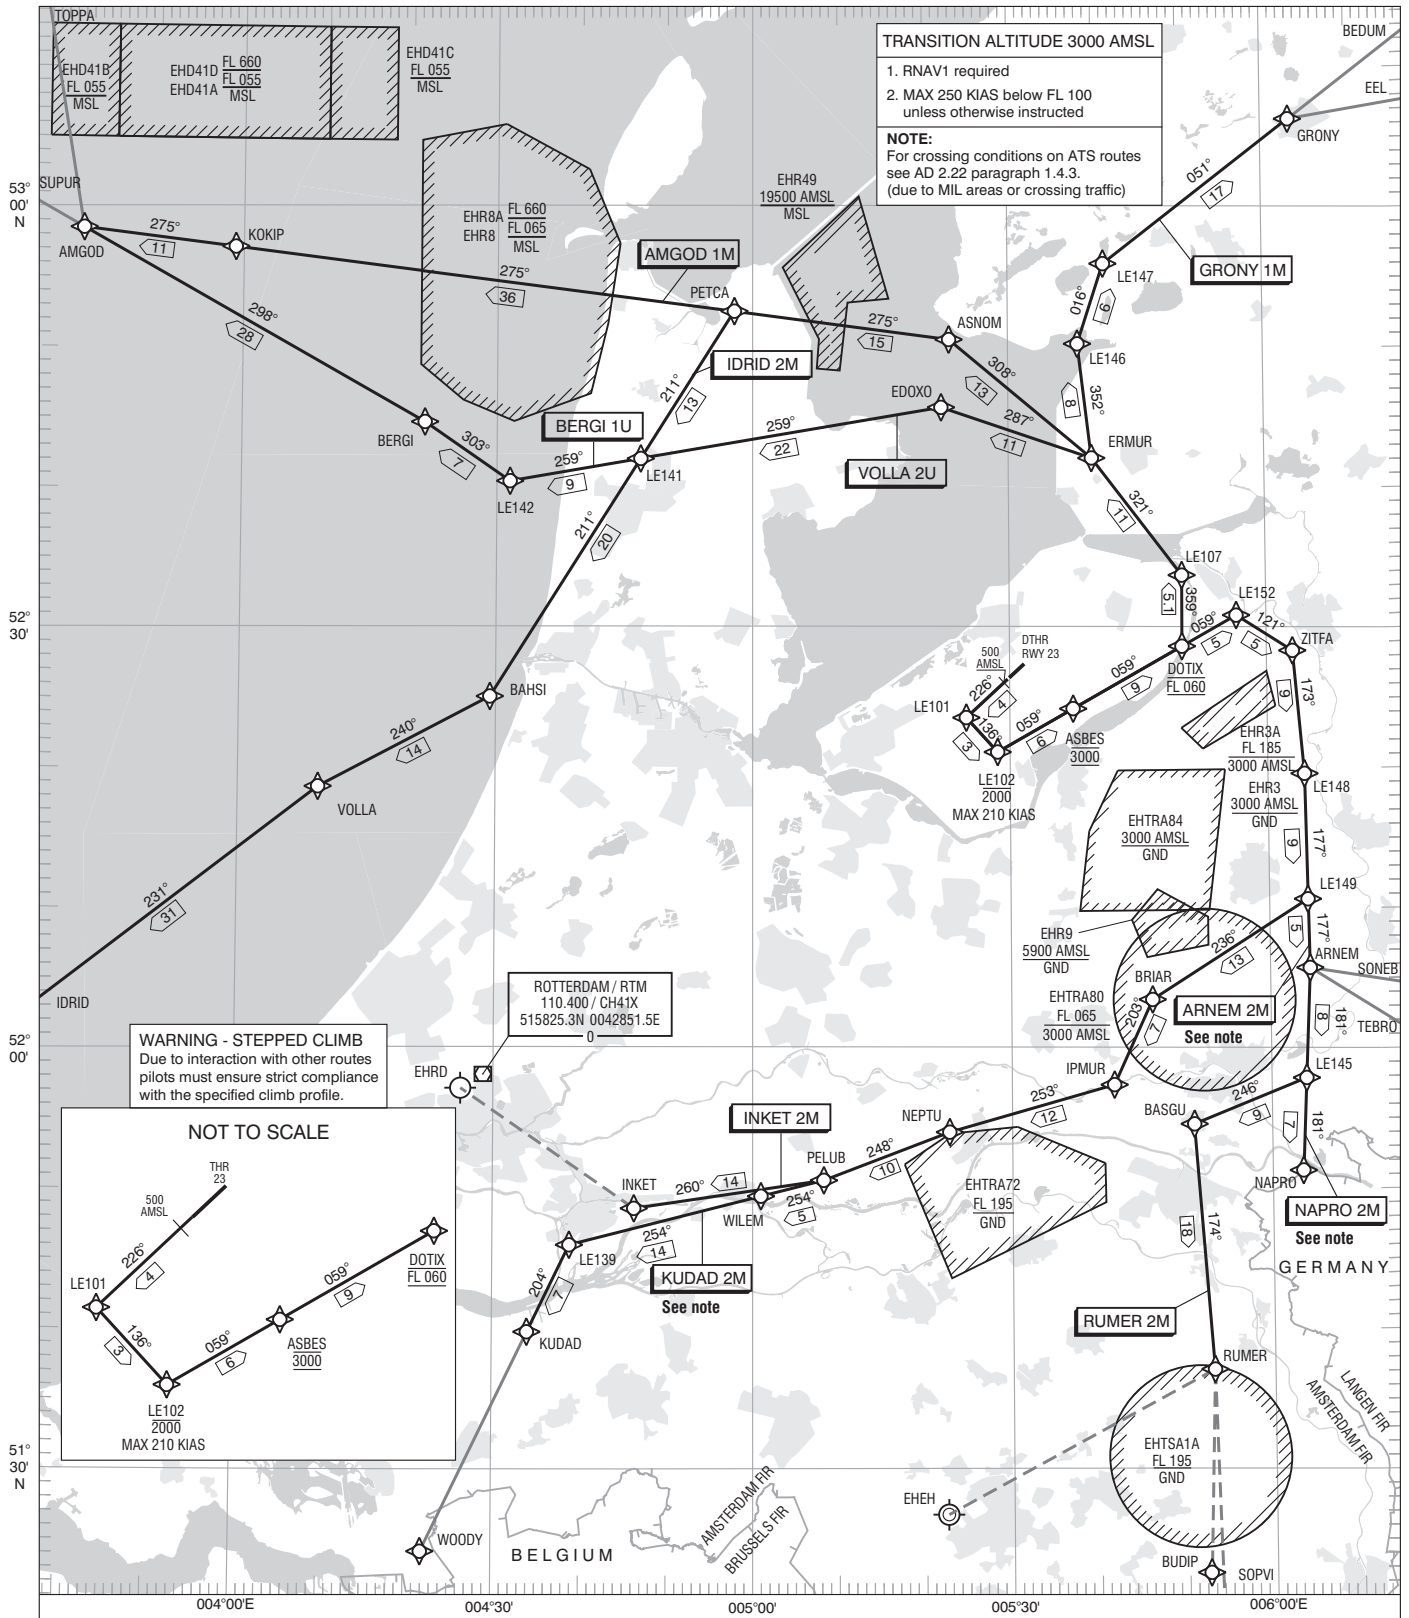 TOPPA
EHD41B
FL 055
MSL
EHD41D FL 660
EHD41A FL 055
MSL
EHD41C
FL 055
MSL
TRANSITION ALTITUDE 3000 AMSL
1. RNAV1 required
2. MAX 250 KIAS below FL 100
unless otherwise instructed
NOTE:
For crossing conditions on ATS routes
see AD 2.22 paragraph 1.4.3.
(due to MIL areas or crossing traffic)
BEDUM
EEL
GRONY
051°
17
GRONY 1M
LE147
016°
6
LE146
352°
8
53°
00'
N
SUPUR
AMGOD
275°
11
KOKIP
EHR8A FL 660
EHR8 FL 065
MSL
275°
36
EHR49
19500 AMSL
MSL
AMGOD 1M
PETCA
275°
15
ASNOM
308°
13
298°
28
IDRID 2M
211°
13
EDOXO
287°
11
ERMUR
BERGI
303°
7
BERGI 1U
259°
9
259°
22
VOLLA 2U
LE142
LE141
321°
11
211°
20
LE107
359°
5.1
LE152
059°
5
121°
5
ZITFA
52°
30'
DTHR
RWY 23
500
AMSL
226°
4
LE101
136°
3
059°
6
059°
9
DOTIX
FL 060
ASBES
3000
LE102
2000
MAX 210 KIAS
173°
9
EHR3A
FL 185
3000 AMSL
EHR3
3000 AMSL
GND
LE148
BAHSI
240°
14
VOLLA
231°
31
IDRID
EHTRA84
3000 AMSL
GND
177°
9
LE149
EHR9
5900 AMSL
GND
236°
13
177°
5
ARNEM
SONEB
TEBRO
BRIAR
203°
7
EHTRA80
FL 065
3000 AMSL
ARNEM 2M
See note
181°
8
LE145
ROTTERDAM / RTM
110.400 / CH41X
515825.3N 0042851.5E
0
52°
00'
EHRD
WARNING - STEPPED CLIMB
Due to interaction with other routes
pilots must ensure strict compliance
with the specified climb profile.
IPMUR
253°
12
BASGU
246°
9
181°
7
NAPRO
NAPRO 2M
See note
GERMANY
NEPTU
INKET 2M
PELUB
248°
10
INKET
260°
14
WILEM
254°
5
254°
14
LE139
KUDAD 2M
See note
204°
7
KUDAD
EHTRA72
FL 195
GND
174°
18
RUMER 2M
RUMER
NOT TO SCALE
THR
23
500
AMSL
226°
4
LE101
136°
3
059°
6
059°
9
DOTIX
FL 060
ASBES
3000
LE102
2000
MAX 210 KIAS
LANGEN FIR
AMSTERDAM FIR
EHTSA1A
FL 195
GND
51°
30'
N
EHEH
AMSTERDAM FIR
BRUSSELS FIR
WOODY
BELGIUM
BUDIP
SOPVI
004°00'E
004°30'
005°00'
005°30'
006°00'E